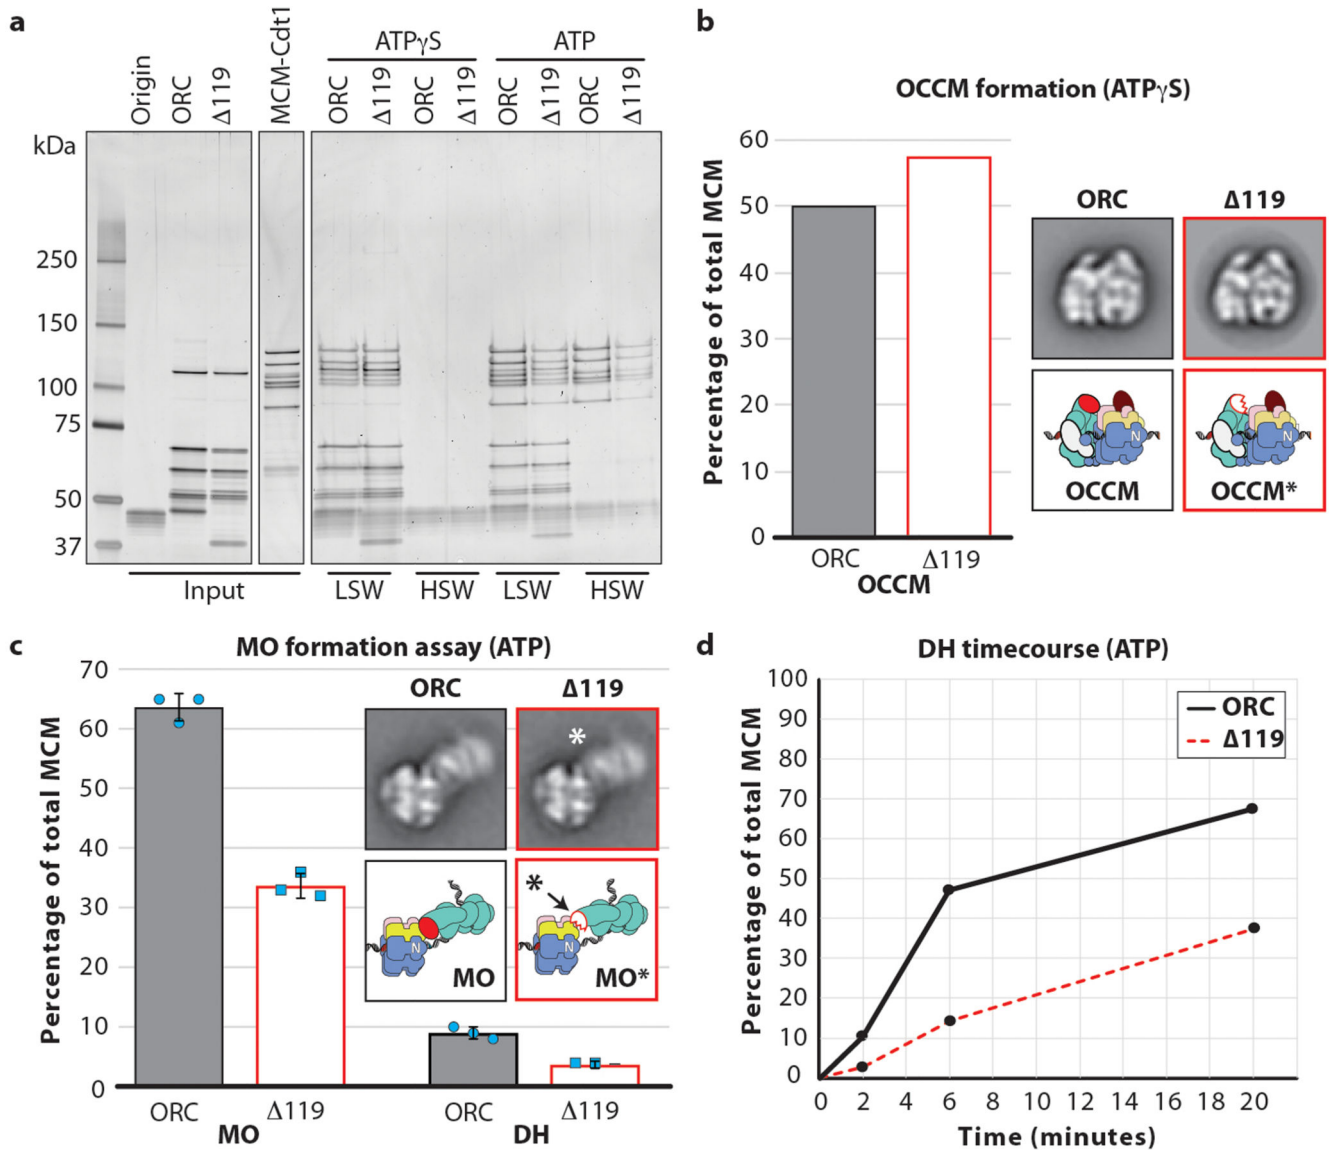 a
Origin
ORC
Δ119
MCM-Cdt1
ATPγS
ATP
ORC
Δ119
ORC
Δ119
ORC
Δ119
ORC
Δ119
kDa
250
150
100
75
50
37
Input
LSW
HSW
LSW
HSW
b
OCCM formation (ATPγS)
Percentage of total MCM
60
50
40
30
20
10
0
ORC
Δ119
OCCM
ORC
Δ119
N
N
OCCM
OCCM*
c
MO formation assay (ATP)
Percentage of total MCM
70
60
50
40
30
20
10
0
ORC
Δ119
ORC
Δ119
MO
DH
ORC
Δ119
*
*
N
N
MO
MO*
d
DH timecourse (ATP)
Percentage of total MCM
100
90
80
70
60
50
40
30
20
10
0
ORC
Δ119
0 2 4 6 8 10 12 14 16 18 20
Time (minutes)